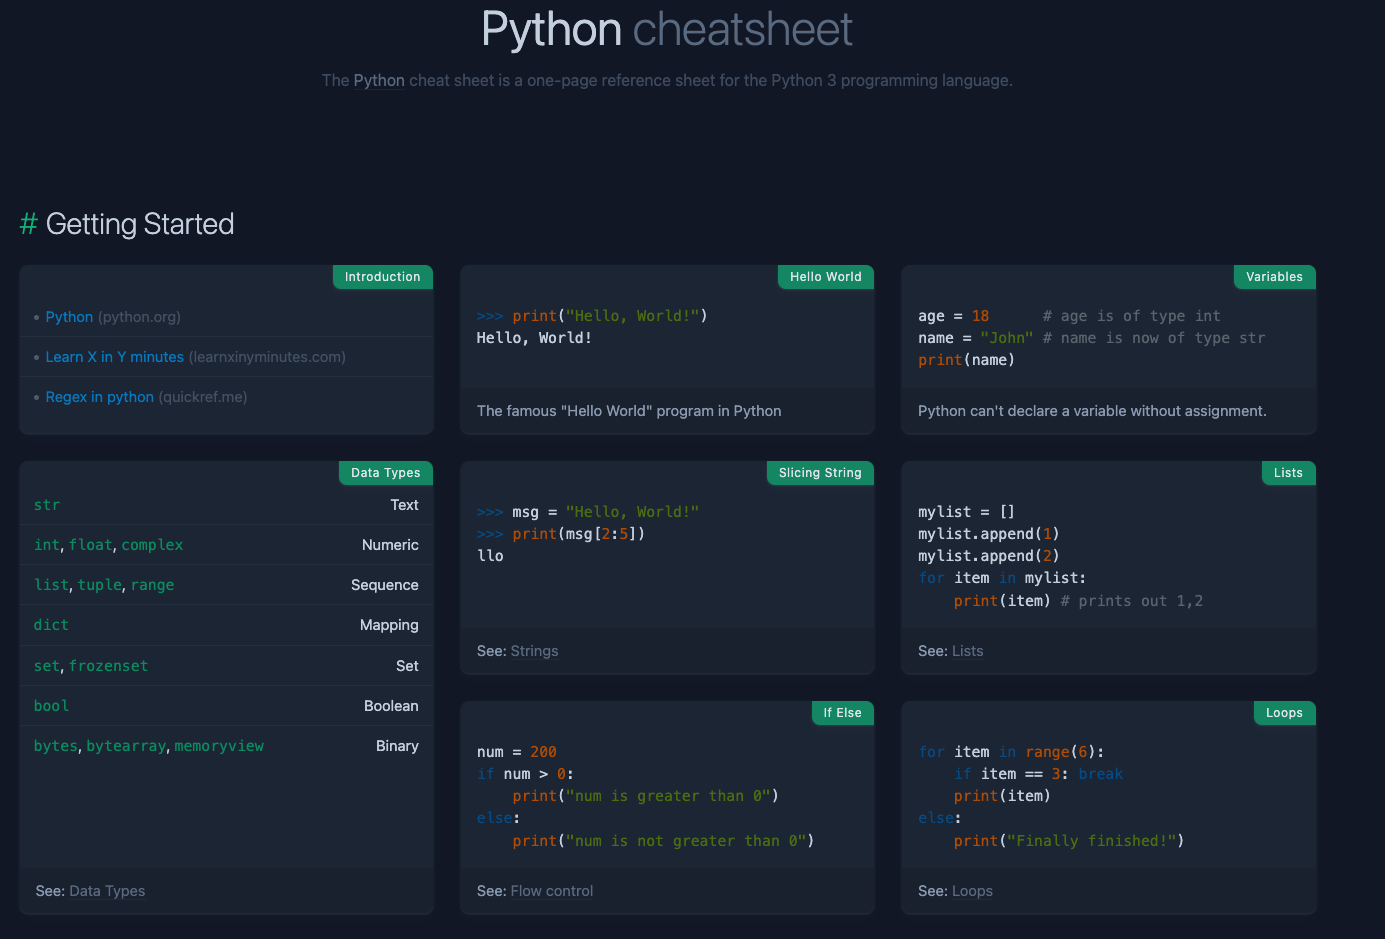 Python cheatsheet
The Python cheat sheet is a one-page reference sheet for the Python 3 programming language.
# Getting Started
Introduction
• Python (python.org)
• Learn X in Y minutes (learnxinyminutes.com)
• Regex in python (quickref.me)
Hello World
>>> print("Hello, World!")
Hello, World!
The famous "Hello World" program in Python
Variables
age = 18      # age is of type int
name = "John" # name is now of type str
print(name)
Python can't declare a variable without assignment.
Data Types
str Text
int, float, complex Numeric
list, tuple, range Sequence
dict Mapping
set, frozenset Set
bool Boolean
bytes, bytearray, memoryview Binary
See: Data Types
Slicing String
>>> msg = "Hello, World!"
>>> print(msg[2:5])
llo
See: Strings
Lists
mylist = []
mylist.append(1)
mylist.append(2)
for item in mylist:
    print(item) # prints out 1,2
See: Lists
If Else
num = 200
if num > 0:
    print("num is greater than 0")
else:
    print("num is not greater than 0")
See: Flow control
Loops
for item in range(6):
    if item == 3: break
    print(item)
else:
    print("Finally finished!")
See: Loops